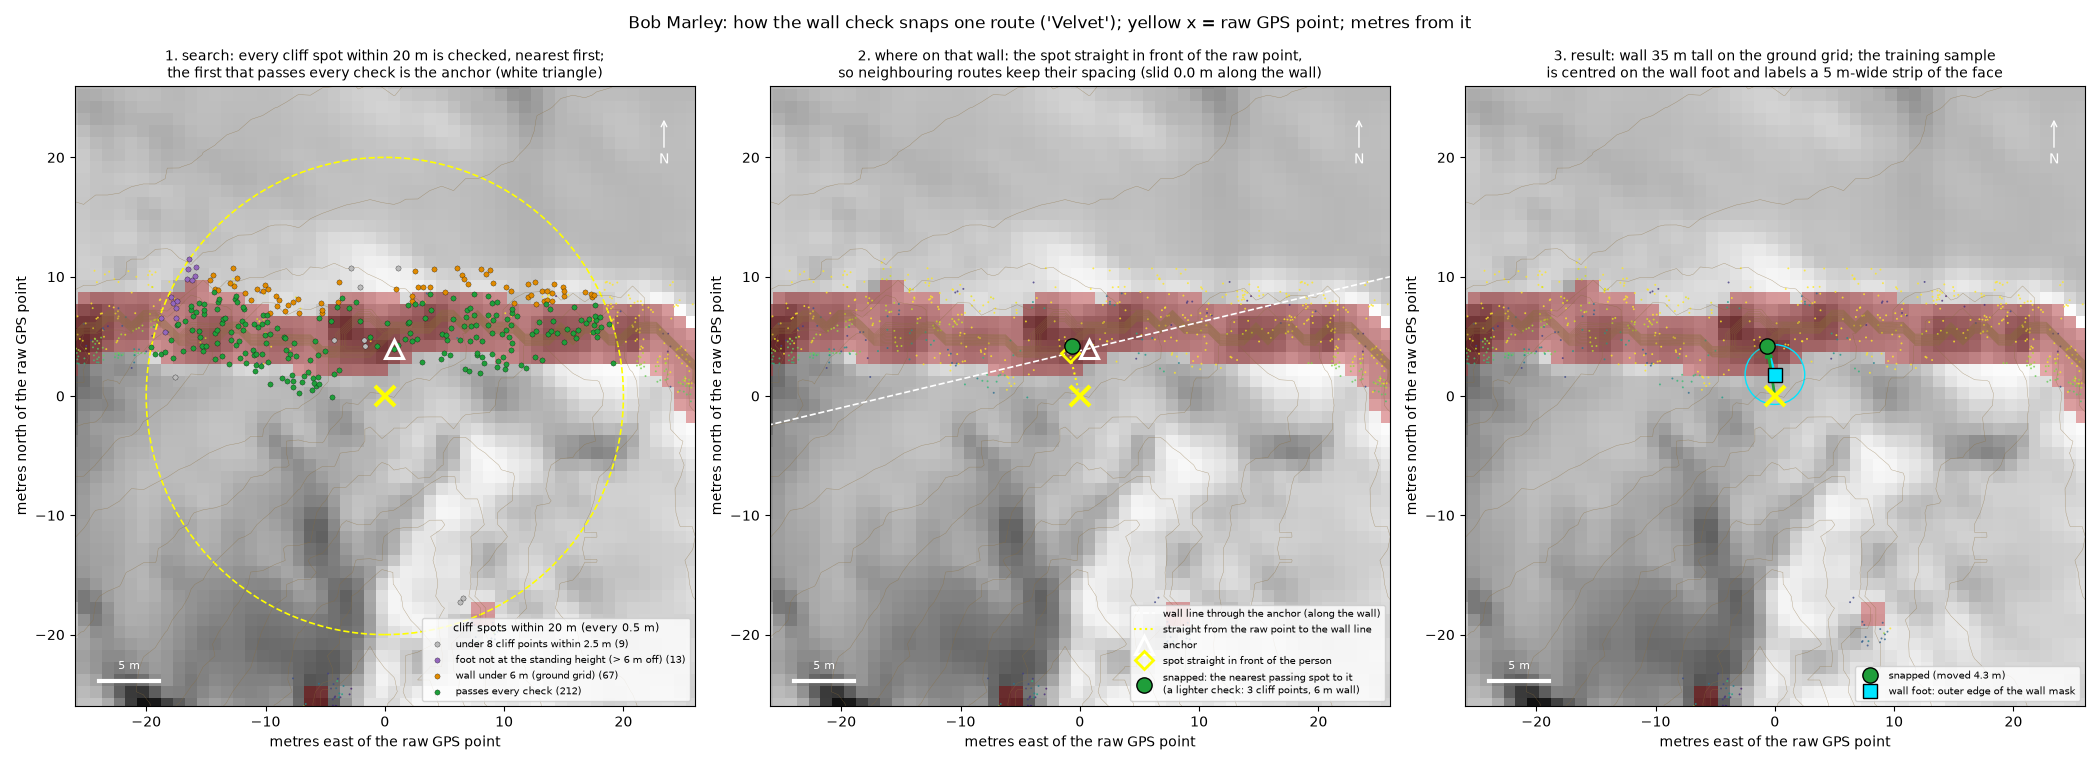 Bob Marley: how the wall check snaps one route ('Velvet'); yellow x = raw GPS point; metres from it
1. search: every cliff spot within 20 m is checked, nearest first;
the first that passes every check is the anchor (white triangle)
metres north of the raw GPS point
20
10
0
−10
−20
N
5 m
cliff spots within 20 m (every 0.5 m)
under 8 cliff points within 2.5 m (9)
foot not at the standing height (> 6 m off) (13)
wall under 6 m (ground grid) (67)
passes every check (212)
−20
−10
0
10
20
metres east of the raw GPS point
2. where on that wall: the spot straight in front of the raw point,
so neighbouring routes keep their spacing (slid 0.0 m along the wall)
metres north of the raw GPS point
20
10
0
−10
−20
N
5 m
wall line through the anchor (along the wall)
straight from the raw point to the wall line
anchor
spot straight in front of the person
snapped: the nearest passing spot to it
(a lighter check: 3 cliff points, 6 m wall)
−20
−10
0
10
20
metres east of the raw GPS point
3. result: wall 35 m tall on the ground grid; the training sample
is centred on the wall foot and labels a 5 m-wide strip of the face
metres north of the raw GPS point
20
10
0
−10
−20
N
5 m
snapped (moved 4.3 m)
wall foot: outer edge of the wall mask
−20
−10
0
10
20
metres east of the raw GPS point